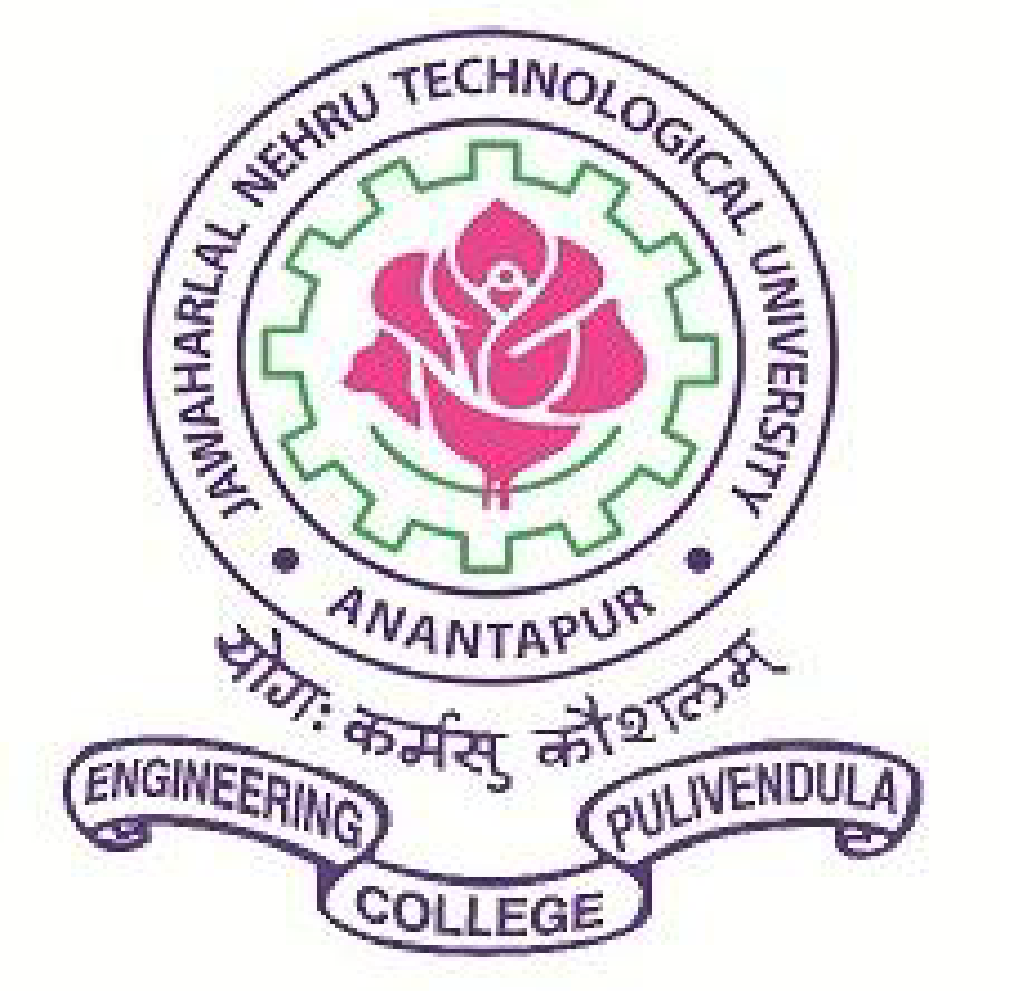 JAWAHARLAL NEHRU TECHNOLOGICAL UNIVERSITY
• ANANTAPUR •
योगः कर्मसु कौशलम
ENGINEERING
COLLEGE
PULIVENDULA